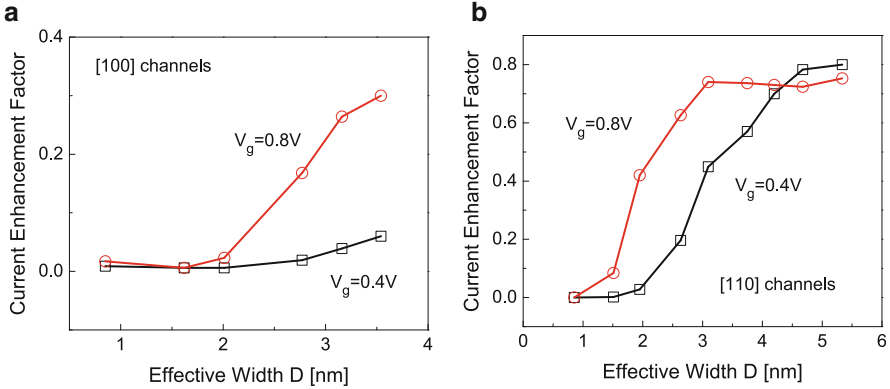 a
Current Enhancement Factor
0.4
0.2
0.0
[100] channels
V_g=0.8V
V_g=0.4V
1 2 3 4
Effective Width D [nm]
b
Current Enhancement Factor
0.8
0.6
0.4
0.2
0.0
V_g=0.8V
V_g=0.4V
[110] channels
0 1 2 3 4 5 6
Effective Width D [nm]